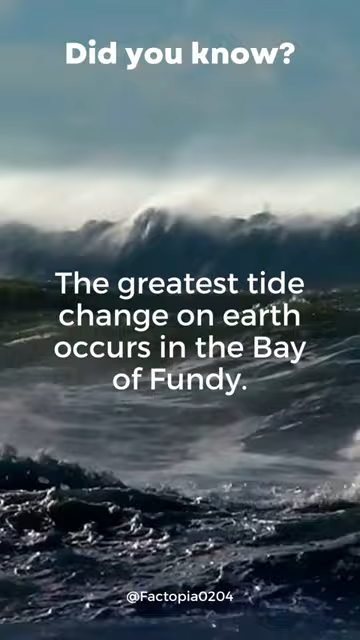 Did you know?
The greatest tide
change on earth
occurs in the Bay
of Fundy.
@Factopia0204